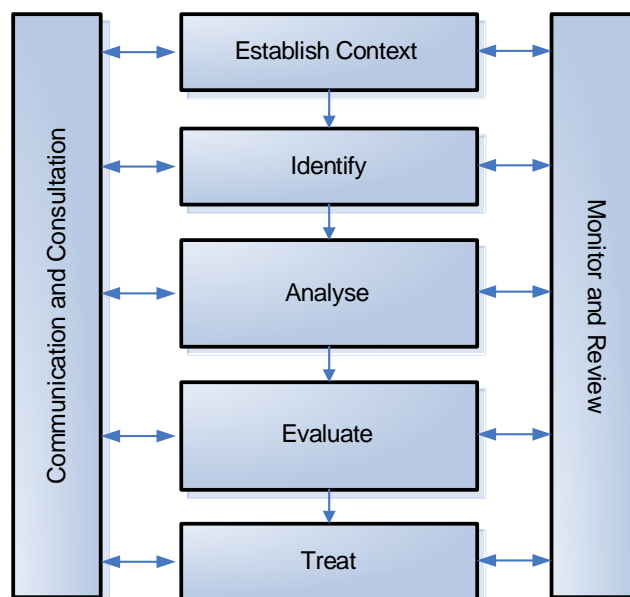 Establish Context
Communication and Consultation
Identify
Monitor and Review
Analyse
Evaluate
Treat